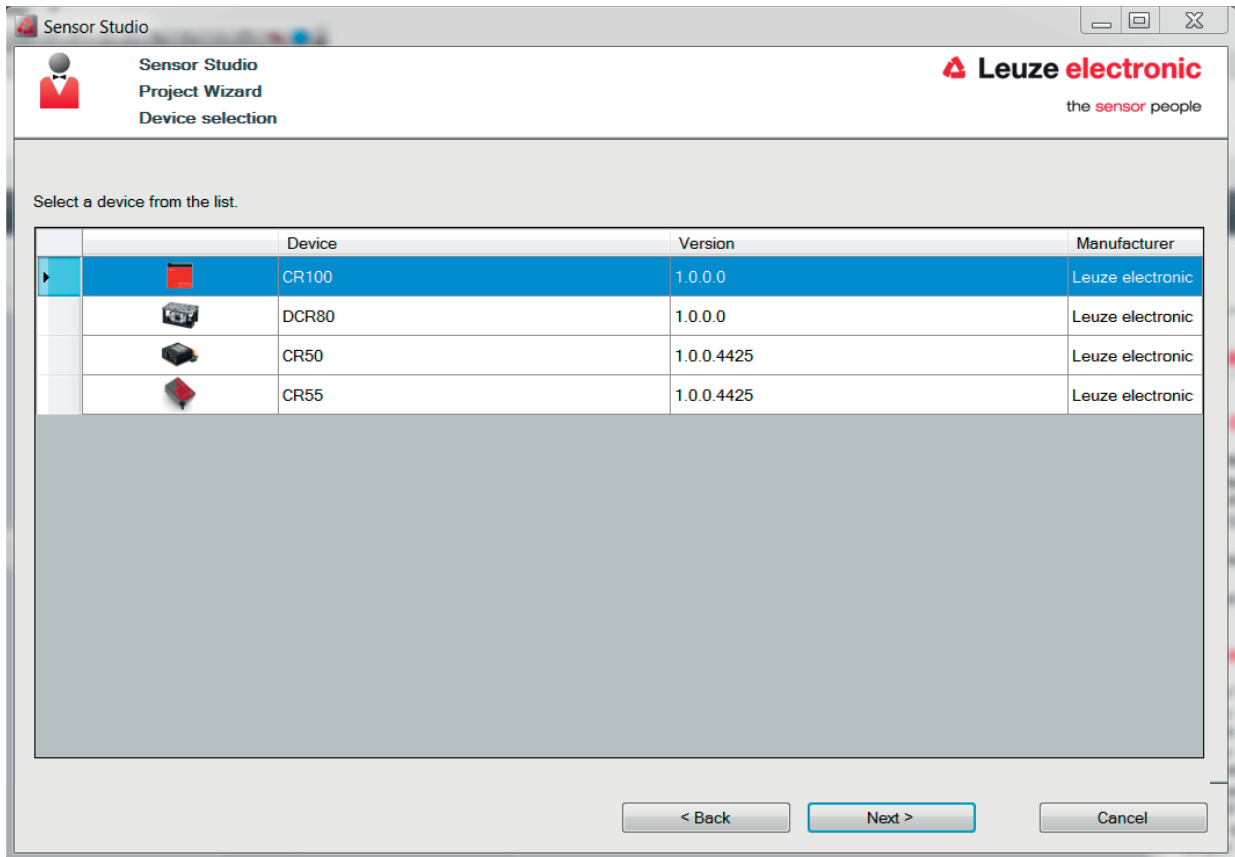 Sensor Studio
Sensor Studio
Project Wizard
Device selection
Leuze electronic
the sensor people
Select a device from the list.
Device Version Manufacturer
CR100 1.0.0.0 Leuze electronic
DCR80 1.0.0.0 Leuze electronic
CR50 1.0.0.4425 Leuze electronic
CR55 1.0.0.4425 Leuze electronic
< Back Next > Cancel